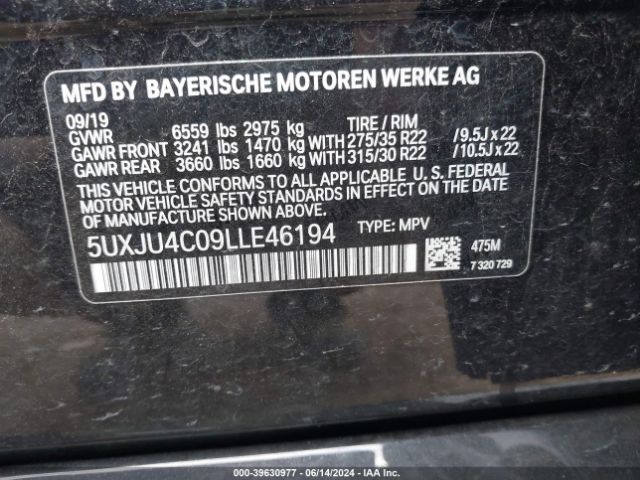 MFD BY BAYERISCHE MOTOREN WERKE AG
09/19 TIRE / RIM
GVWR 6559 lbs 2975 kg
GAWR FRONT 3241 lbs 1470 kg WITH 275/35 R22 /9.5J x 22
GAWR REAR 3660 lbs 1660 kg WITH 315/30 R22 /10.5J x 22
THIS VEHICLE CONFORMS TO ALL APPLICABLE U. S. FEDERAL
MOTOR VEHICLE SAFETY STANDARDS IN EFFECT ON THE DATE
OF MANUFACTURE SHOWN ABOVE.
5UXJU4C09LLE46194 TYPE: MPV
475M
7 320 729
000-39630977 - 06/14/2024 - IAA Inc.